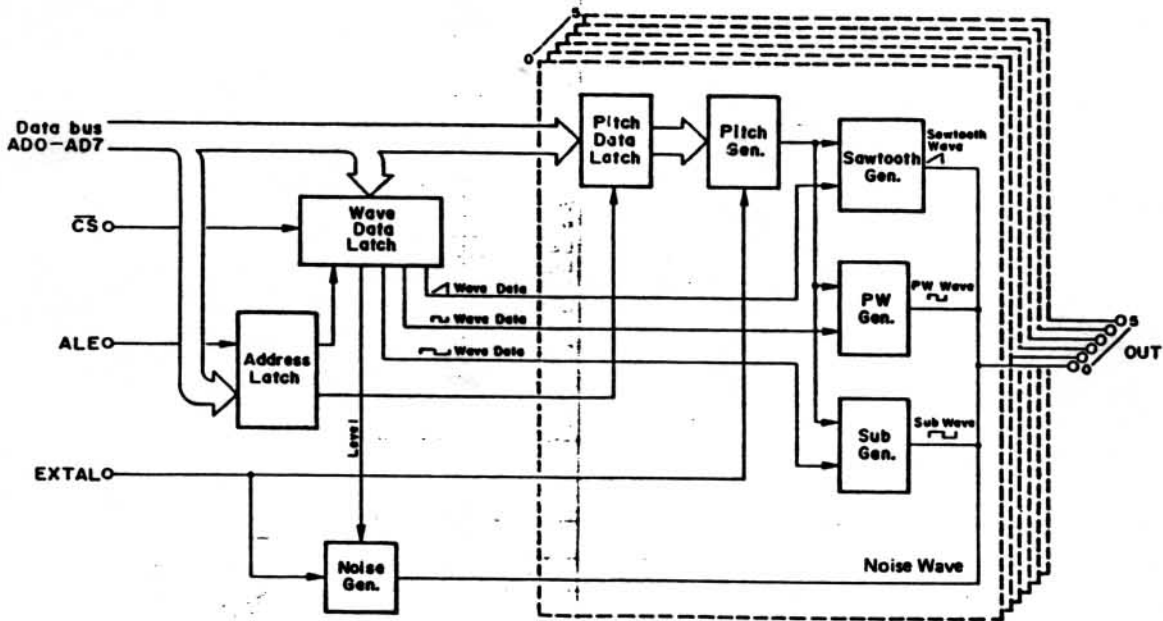 5
0
Data bus
AD0-AD7
Pitch
Data
Latch
Pitch
Gen.
Sawtooth
Gen.
Sawtooth
Wave
C̅S̅
Wave
Data
Latch
Wave Data
Wave Data
Wave Data
PW
Gen.
PW Wave
ALE
Address
Latch
5
OUT
0
Level
Sub
Gen.
Sub Wave
EXTAL
Noise
Gen.
Noise Wave